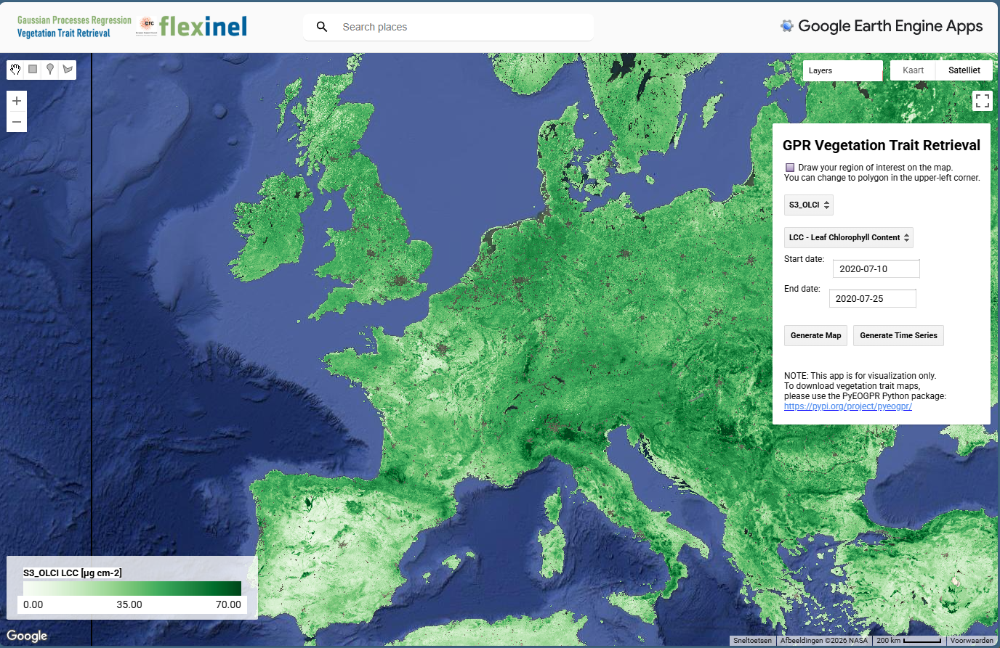 Gaussian Processes Regression
Vegetation Trait Retrieval
erc
flexinel
Search places
Google Earth Engine Apps
Layers
Kaart
Satelliet
GPR Vegetation Trait Retrieval
Draw your region of interest on the map.
You can change to polygon in the upper-left corner.
S3_OLCI
LCC - Leaf Chlorophyll Content
Start date:
2020-07-10
End date:
2020-07-25
Generate Map
Generate Time Series
NOTE: This app is for visualization only.
To download vegetation trait maps,
please use the PyEOGPR Python package:
https://pypi.org/project/pyeogpr/
S3_OLCI LCC [µg cm-2]
0.00 35.00 70.00
Google
Sneltoetsen
Afbeeldingen ©2026 NASA
200 km
Voorwaarden